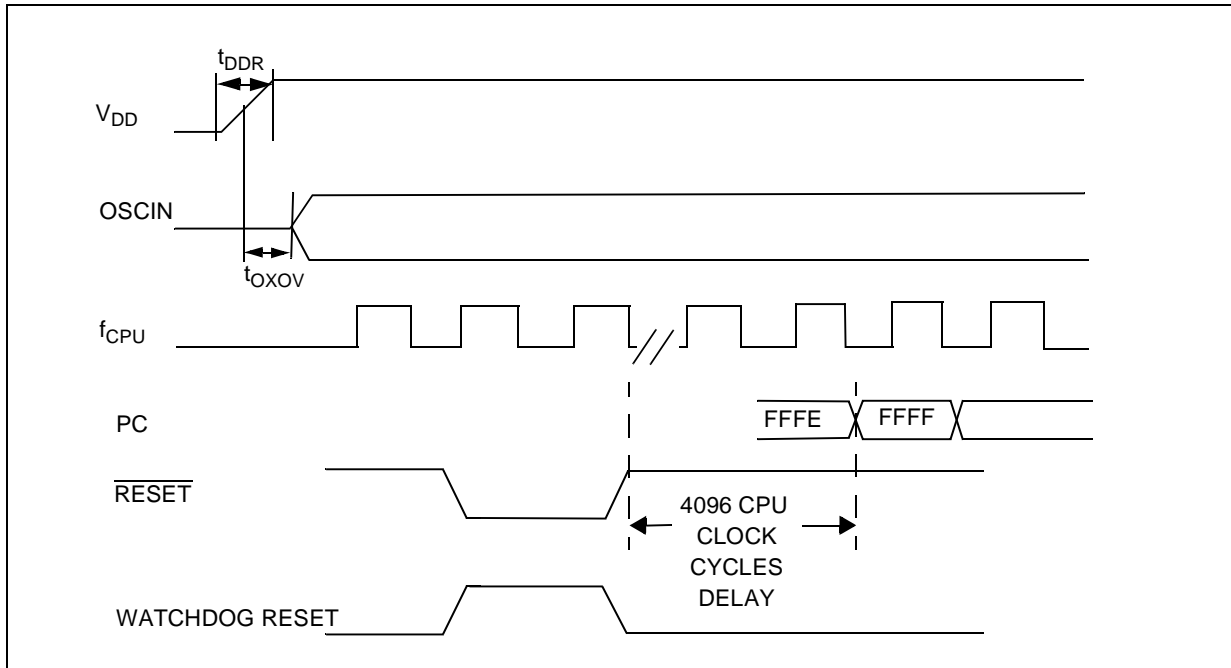 tDDR
VDD
OSCIN
tOXOV
fCPU
PC
FFFE
FFFF
RESET
4096 CPU
CLOCK
CYCLES
DELAY
WATCHDOG RESET